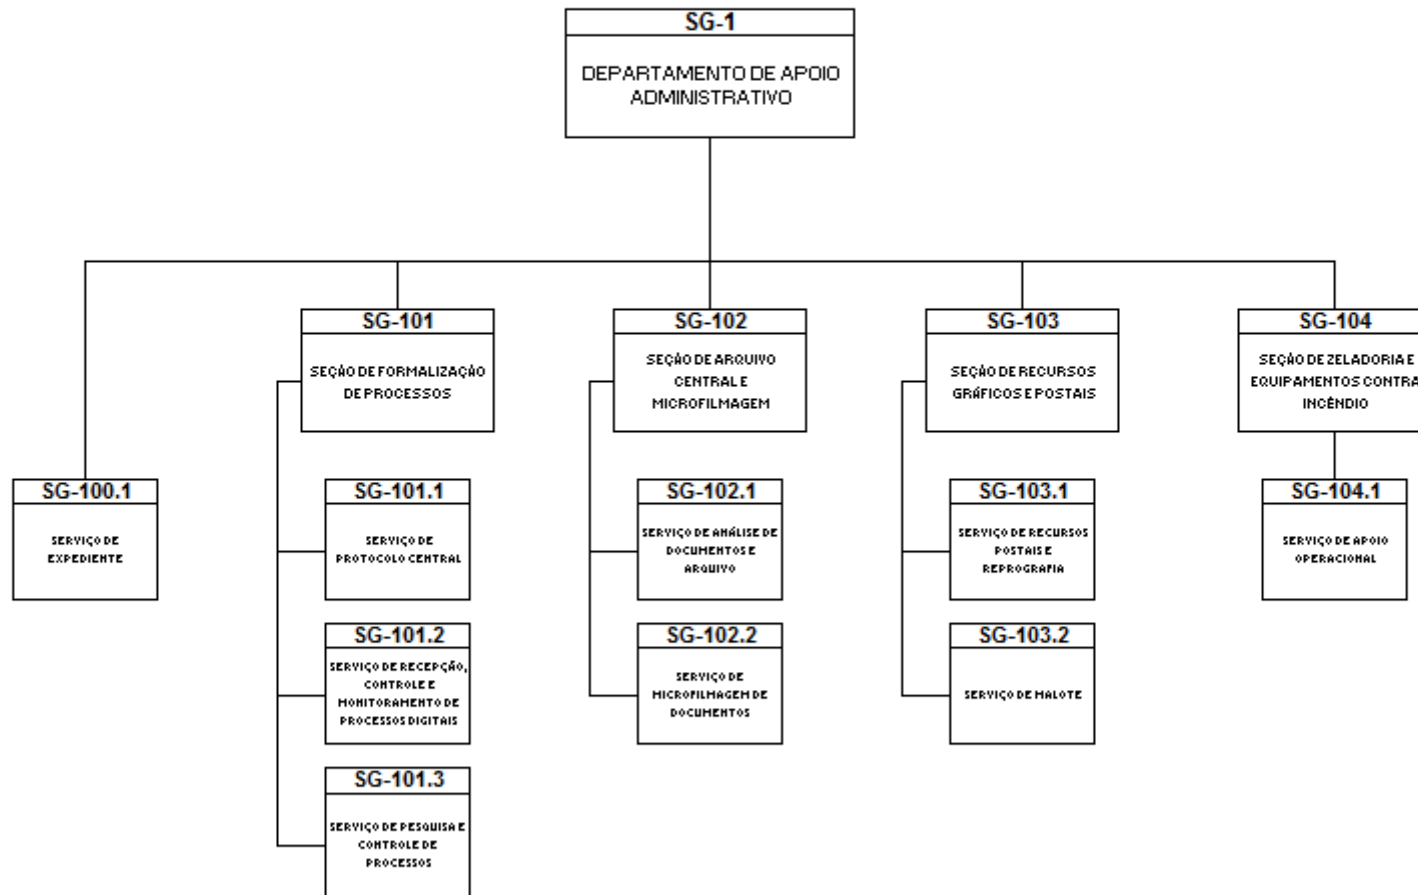 SG-1
DEPARTAMENTO DE APOIO
ADMINISTRATIVO
SG-101
SEÇÃO DE FORMALIZAÇÃO
DE PROCESSOS
SG-102
SEÇÃO DE ARQUIVO
CENTRAL E
MICROFILMAGEM
SG-103
SEÇÃO DE RECURSOS
GRÁFICOS E POSTAIS
SG-104
SEÇÃO DE ZELADORIA E
EQUIPAMENTOS CONTRA
INCÊNDIO
SG-100.1
SERVIÇO DE
EXPEDIENTE
SG-101.1
SERVIÇO DE
PROTOCOLO CENTRAL
SG-102.1
SERVIÇO DE ANÁLISE DE
DOCUMENTOS E
ARQUIVO
SG-103.1
SERVIÇO DE RECURSOS
POSTAIS E
REPROGRAFIA
SG-104.1
SERVIÇO DE APOIO
OPERACIONAL
SG-101.2
SERVIÇO DE RECEPÇÃO,
CONTROLE E
MONITORAMENTO DE
PROCESSOS DIGITAIS
SG-102.2
SERVIÇO DE
MICROFILMAGEM DE
DOCUMENTOS
SG-103.2
SERVIÇO DE MALOTE
SG-101.3
SERVIÇO DE PESQUISA E
CONTROLE DE
PROCESSOS